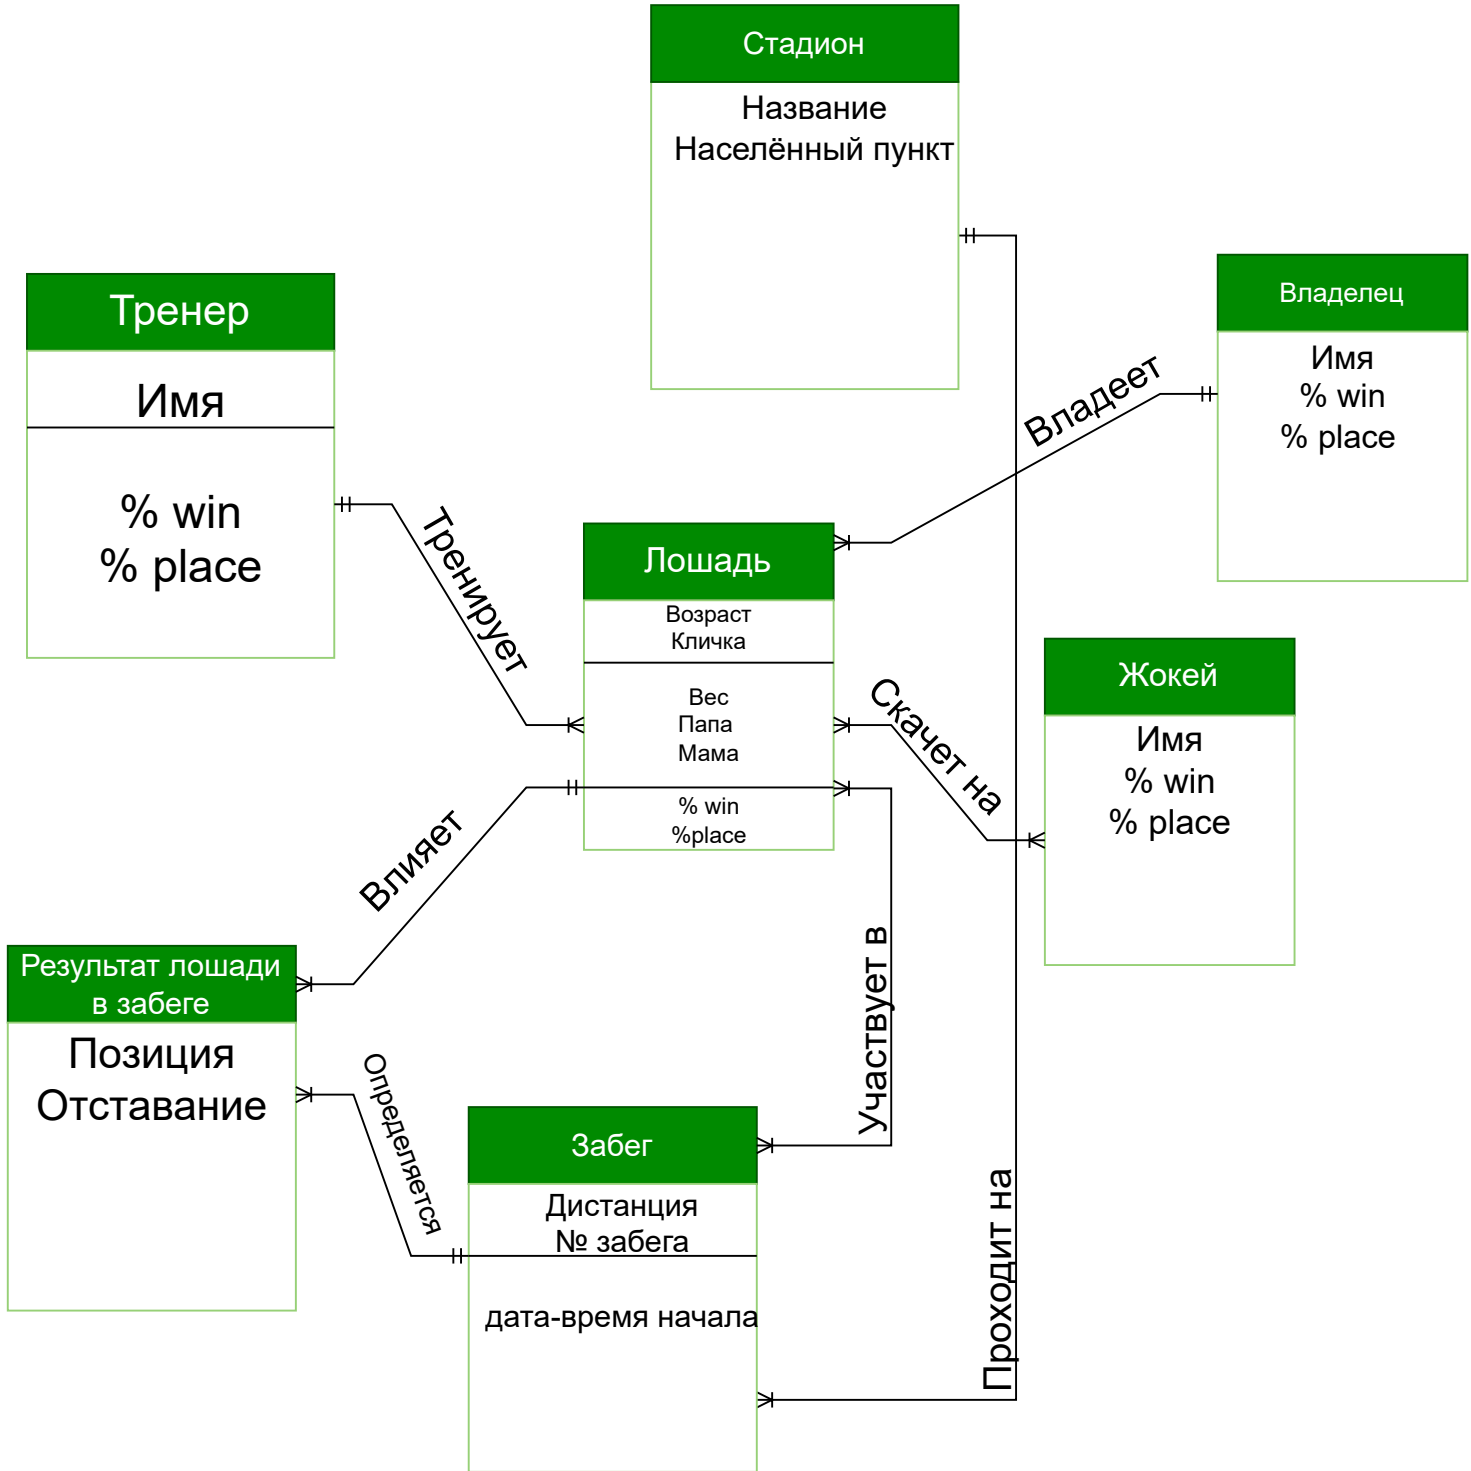 Стадион
Название
Населённый пункт
Тренер
Имя
% win
% place
Владелец
Имя
% win
% place
Владеет
Тренирует
Лошадь
Возраст
Кличка
Вес
Папа
Мама
% win
%place
Скачет на
Жокей
Имя
% win
% place
Влияет
Участвует в
Результат лошади
в забеге
Позиция
Отставание
Определяется
Забег
Дистанция
№ забега
дата-время начала
Проходит на